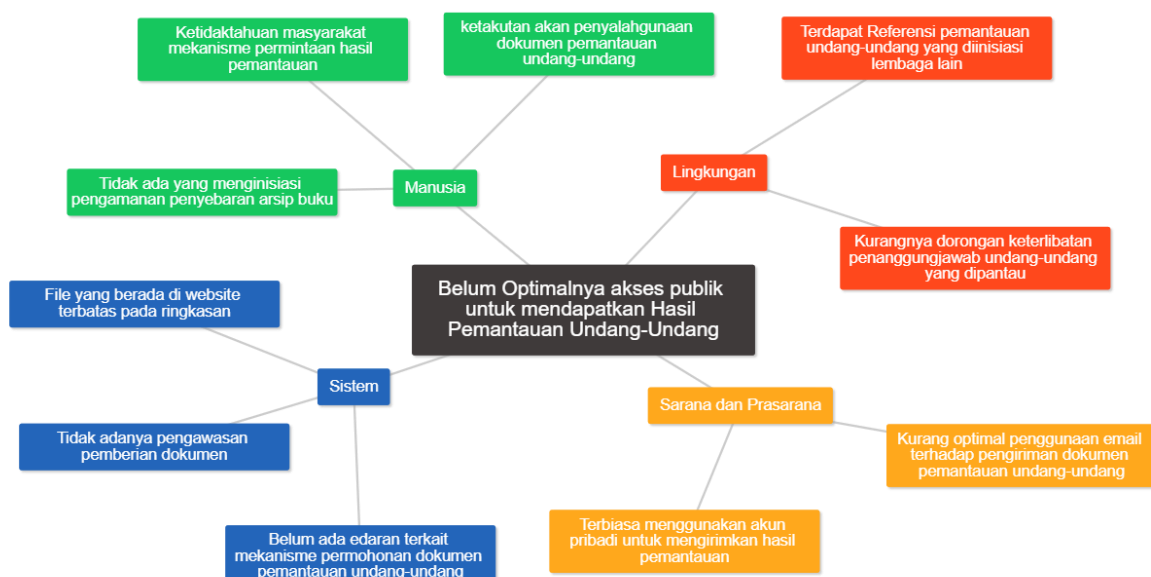 Ketidaktahuan masyarakat
mekanisme permintaan hasil
pemantauan
ketakutan akan penyalahgunaan
dokumen pemantauan
undang-undang
Terdapat Referensi pemantauan
undang-undang yang diinisiasi
lembaga lain
Tidak ada yang menginisiasi
pengamanan penyebaran arsip buku
Manusia
Lingkungan
Kurangnya dorongan keterlibatan
penanggungjawab undang-undang
yang dipantau
Belum Optimalnya akses publik
untuk mendapatkan Hasil
Pemantauan Undang-Undang
File yang berada di website
terbatas pada ringkasan
Sistem
Sarana dan Prasarana
Tidak adanya pengawasan
pemberian dokumen
Kurang optimal penggunaan email
terhadap pengiriman dokumen
pemantauan undang-undang
Belum ada edaran terkait
mekanisme permohonan dokumen
pemantauan undang-undang
Terbiasa menggunakan akun
pribadi untuk mengirimkan hasil
pemantauan